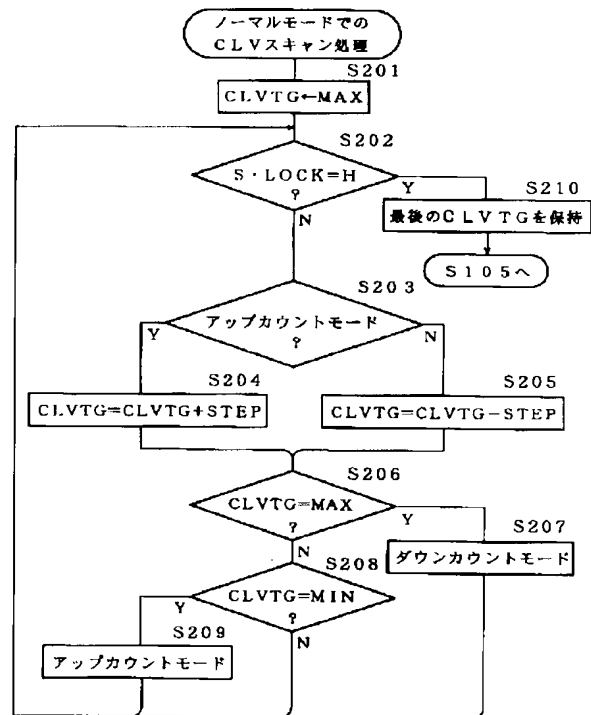 ノーマルモードでの
CLVスキャン処理
S201
CLVTG←MAX
S202
S・LOCK=H
?
Y
N
S210
最後のCLVTGを保持
S105へ
S203
アップカウントモード
?
Y
N
S204
CLVTG=CLVTG+STEP
S205
CLVTG=CLVTG−STEP
S206
CLVTG=MAX
?
Y
N
S207
ダウンカウントモード
S208
CLVTG=MIN
?
Y
N
S209
アップカウントモード